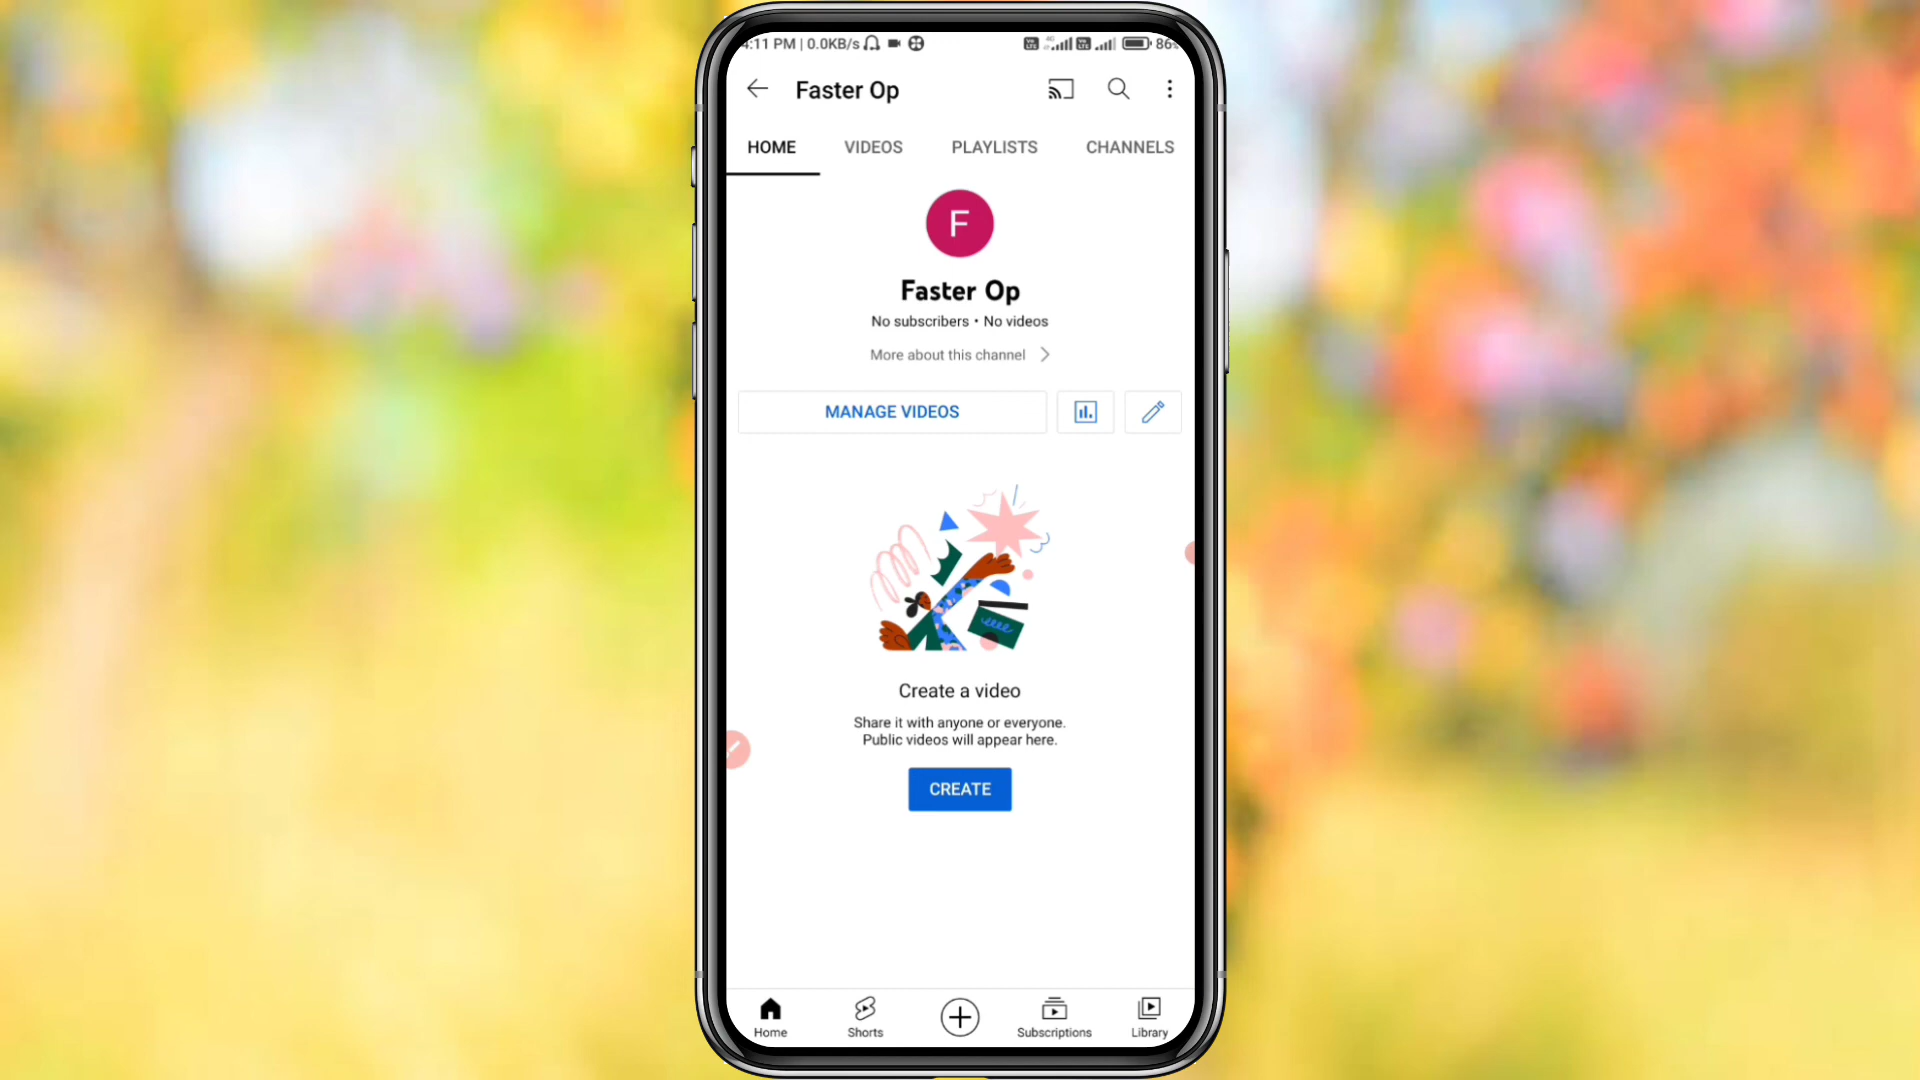 4:11 PM | 0.0KB/s 86%
Faster Op
HOME VIDEOS PLAYLISTS CHANNELS
F
Faster Op
No subscribers • No videos
More about this channel
MANAGE VIDEOS
Create a video
Share it with anyone or everyone.
Public videos will appear here.
CREATE
Home Shorts Subscriptions Library